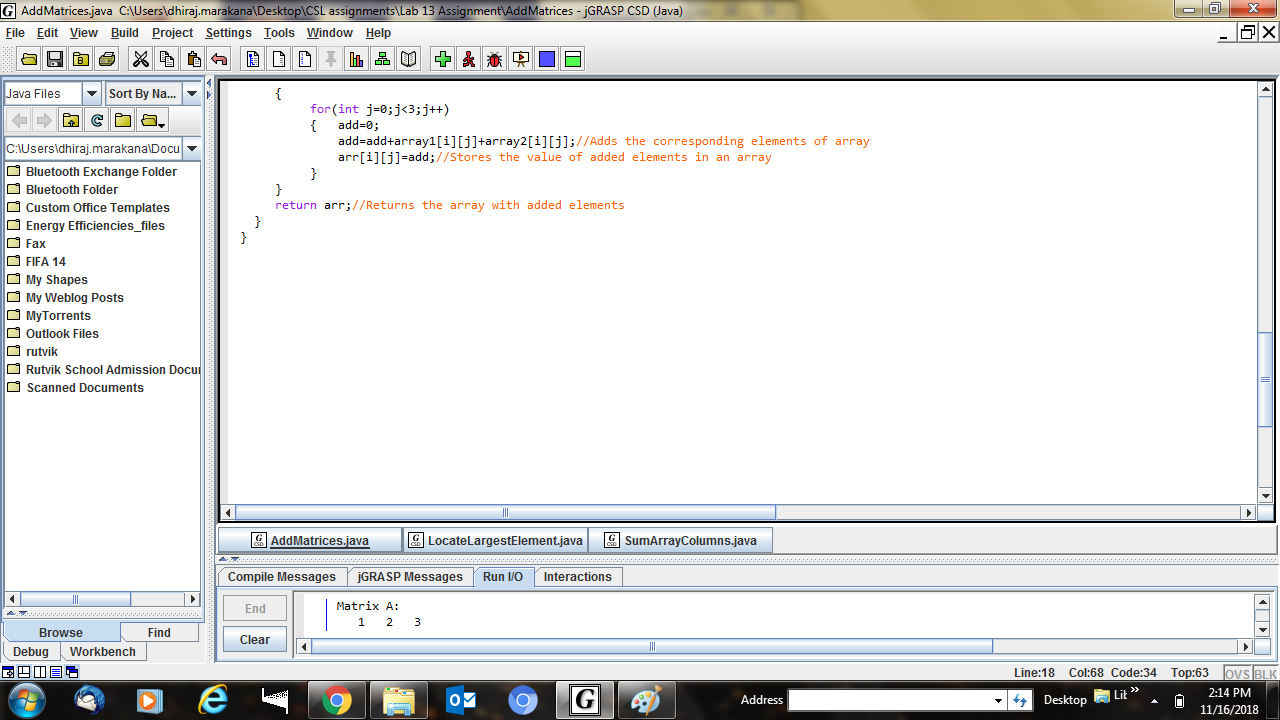 AddMatrices.java C:\Users\dhiraj.marakana\Desktop\CSL assignments\Lab 13 Assignment\AddMatrices - jGRASP CSD (Java)
File Edit View Build Project Settings Tools Window Help
Java Files
Sort By Na...
C:\Users\dhiraj.marakana\Docu
Bluetooth Exchange Folder
Bluetooth Folder
Custom Office Templates
Energy Efficiencies_files
Fax
FIFA 14
My Shapes
My Weblog Posts
MyTorrents
Outlook Files
rutvik
Rutvik School Admission Docu
Scanned Documents
Browse Find
Debug Workbench
{
for(int j=0;j<3;j++)
{ add=0;
add=add+array1[i][j]+array2[i][j];//Adds the corresponding elements of array
arr[i][j]=add;//Stores the value of added elements in an array
}
}
return arr;//Returns the array with added elements
}
}
AddMatrices.java LocateLargestElement.java SumArrayColumns.java
Compile Messages jGRASP Messages Run I/O Interactions
End
Clear
Matrix A:
1 2 3
Line:18 Col:68 Code:34 Top:63 OVS BLK
Address Desktop Lib 2:14 PM
11/16/2018